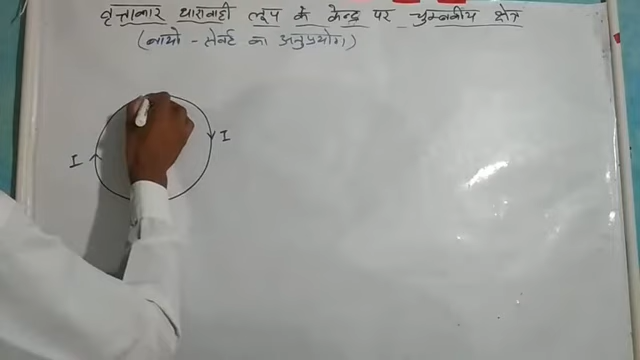 वृत्ताकार धारावाही लूप के केन्द्र पर चुम्बकीय क्षेत्र
(बायो - सेवर्ट का अनुप्रयोग)
I
I